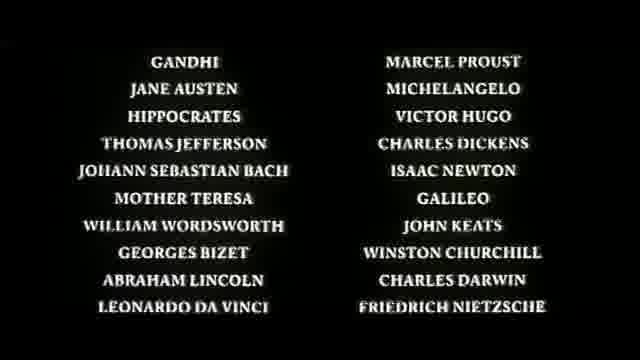 GANDHI
JANE AUSTEN
HIPPOCRATES
THOMAS JEFFERSON
JOHANN SEBASTIAN BACH
MOTHER TERESA
WILLIAM WORDSWORTH
GEORGES BIZET
ABRAHAM LINCOLN
LEONARDO DA VINCI
MARCEL PROUST
MICHELANGELO
VICTOR HUGO
CHARLES DICKENS
ISAAC NEWTON
GALILEO
JOHN KEATS
WINSTON CHURCHILL
CHARLES DARWIN
FRIEDRICH NIETZSCHE